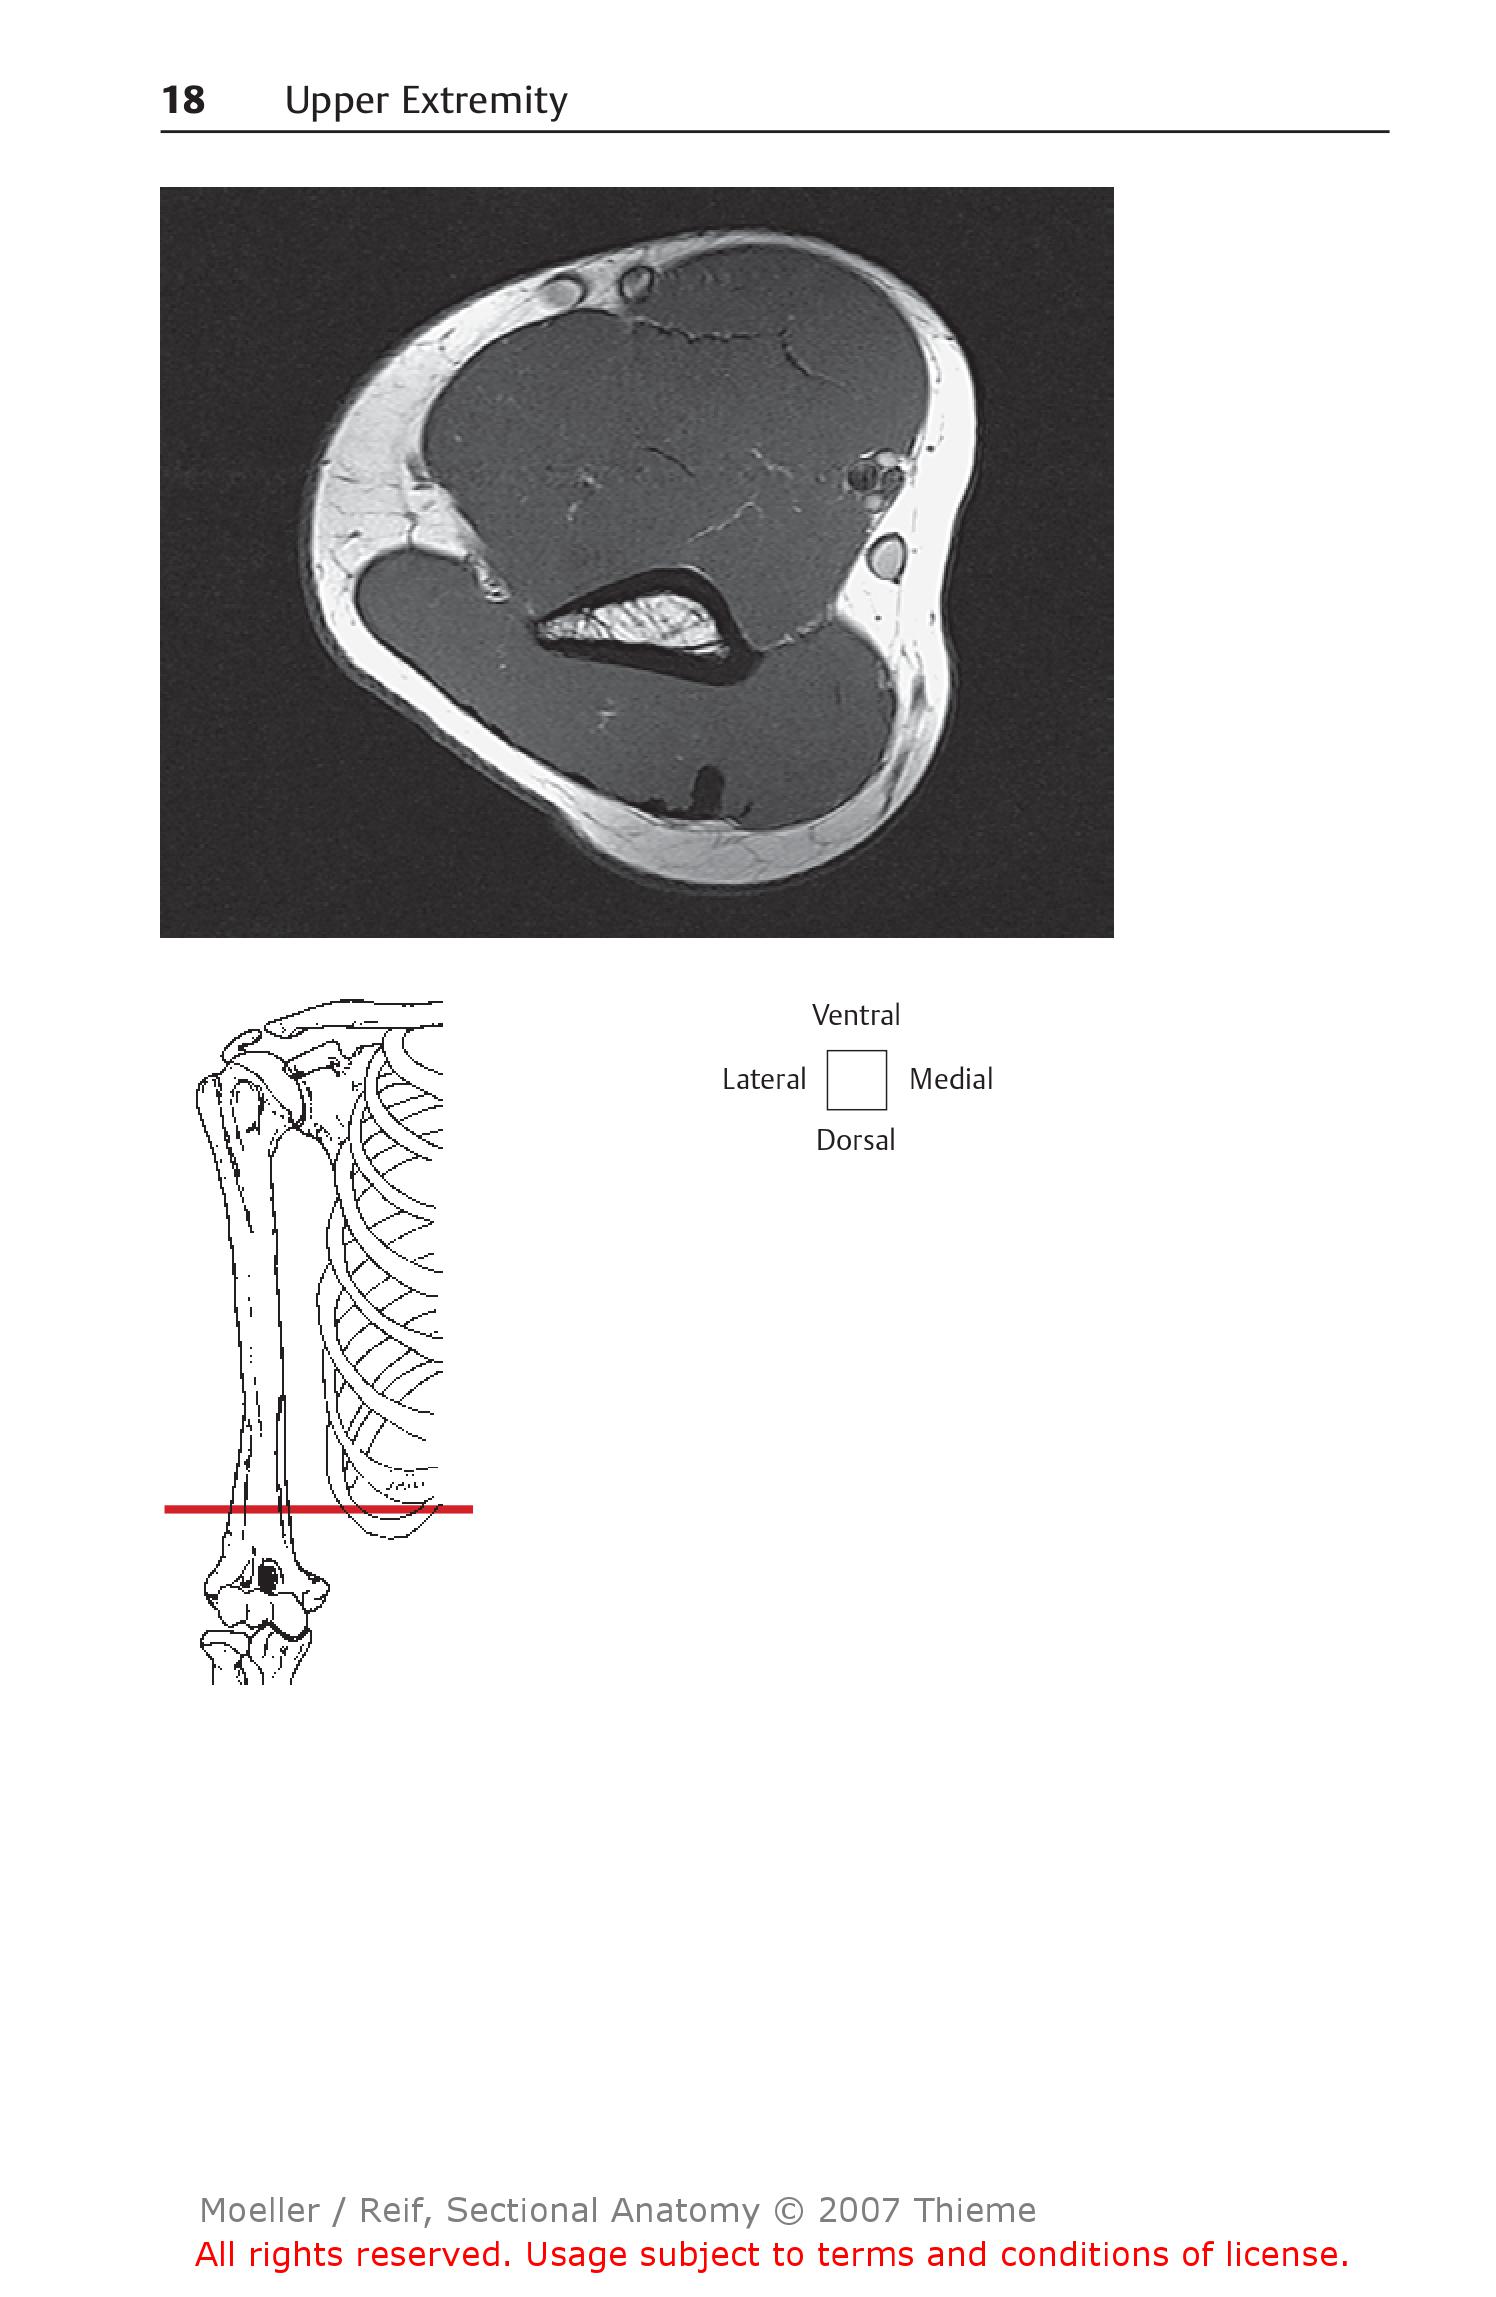 18 Upper Extremity
Ventral
Lateral Medial
Dorsal
Moeller / Reif, Sectional Anatomy © 2007 Thieme
All rights reserved. Usage subject to terms and conditions of license.